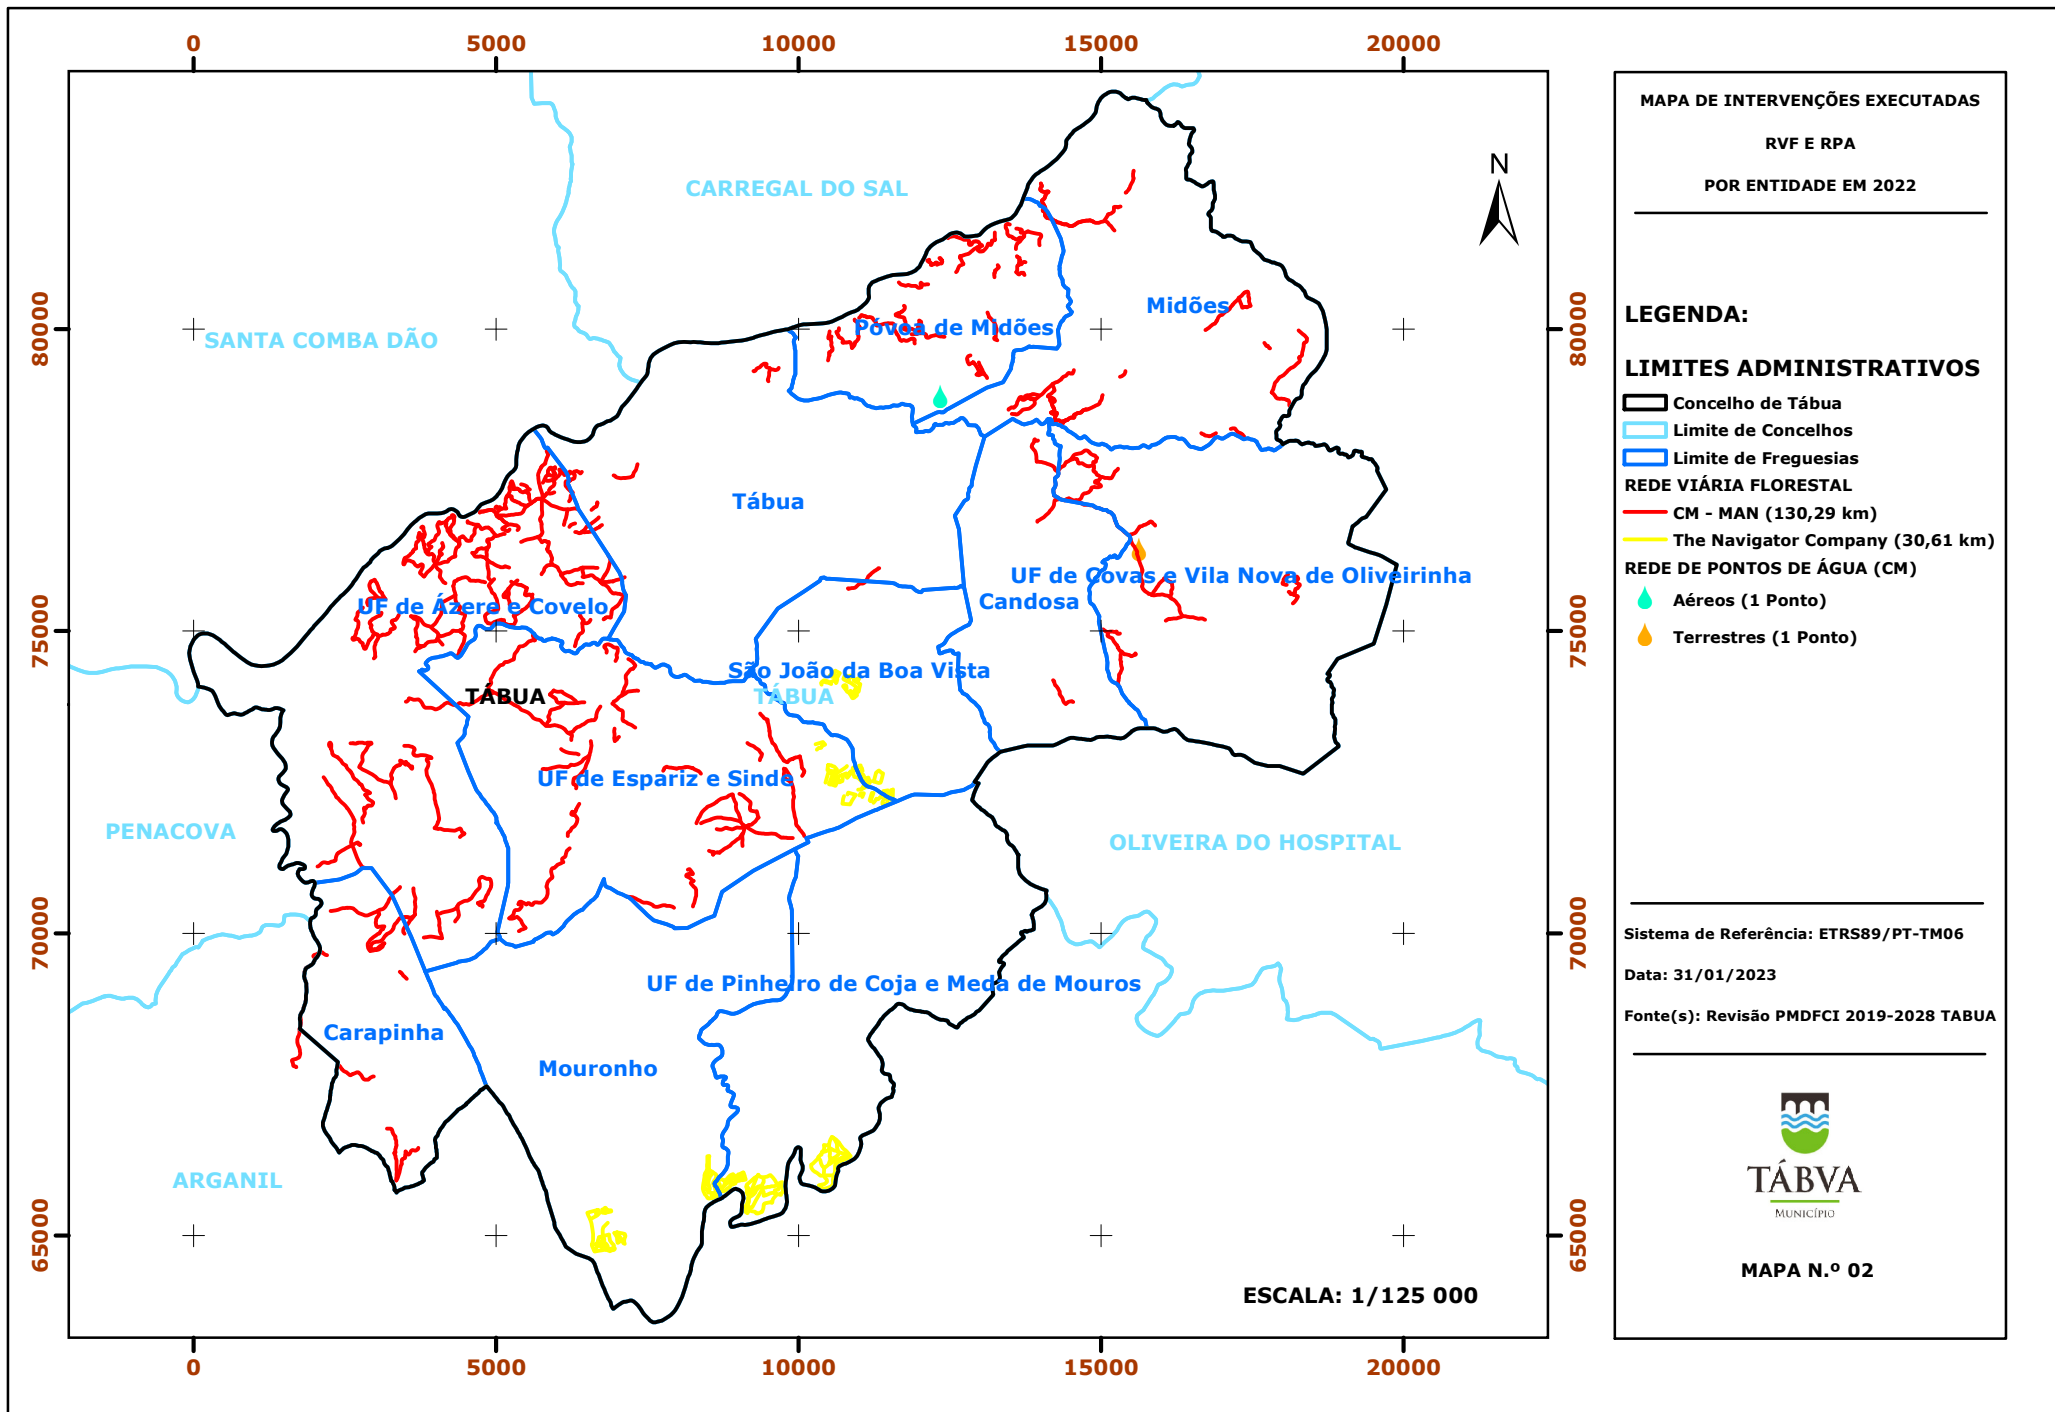 0 5000 10000 15000 20000
CARREGAL DO SAL
N
SANTA COMBA DÃO
Midões
Póvoa de Midões
80000
80000
Tábua
UF de Covas e Vila Nova de Oliveirinha
Candosa
UF de Ázere e Covelo
75000
75000
São João da Boa Vista
TÁBUA
TÁBUA
UF de Espariz e Sinde
PENACOVA
OLIVEIRA DO HOSPITAL
70000
70000
UF de Pinheiro de Coja e Meda de Mouros
Carapinha
Mouronho
ARGANIL
65000
65000
ESCALA: 1/125 000
0 5000 10000 15000 20000
MAPA DE INTERVENÇÕES EXECUTADAS
RVF E RPA
POR ENTIDADE EM 2022
LEGENDA:
LIMITES ADMINISTRATIVOS
Concelho de Tábua
Limite de Concelhos
Limite de Freguesias
REDE VIÁRIA FLORESTAL
CM - MAN (130,29 km)
The Navigator Company (30,61 km)
REDE DE PONTOS DE ÁGUA (CM)
Aéreos (1 Ponto)
Terrestres (1 Ponto)
Sistema de Referência: ETRS89/PT-TM06
Data: 31/01/2023
Fonte(s): Revisão PMDFCI 2019-2028 TABUA
TÁBVA
MUNICÍPIO
MAPA N.º 02